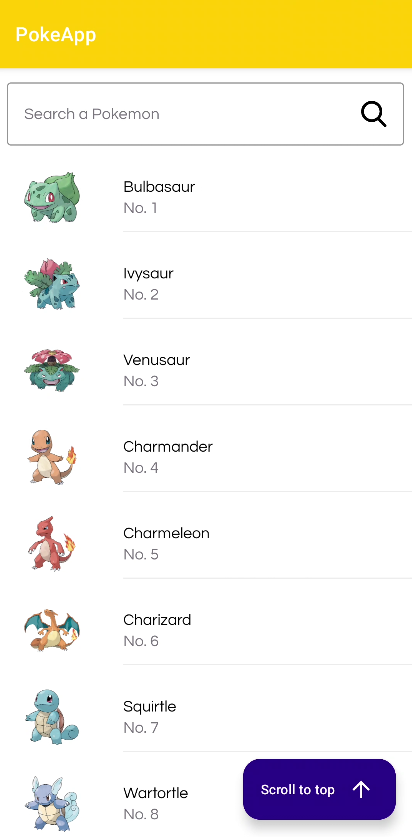 PokeApp
Search a Pokemon
Bulbasaur
No. 1
Ivysaur
No. 2
Venusaur
No. 3
Charmander
No. 4
Charmeleon
No. 5
Charizard
No. 6
Squirtle
No. 7
Wartortle
No. 8
Scroll to top